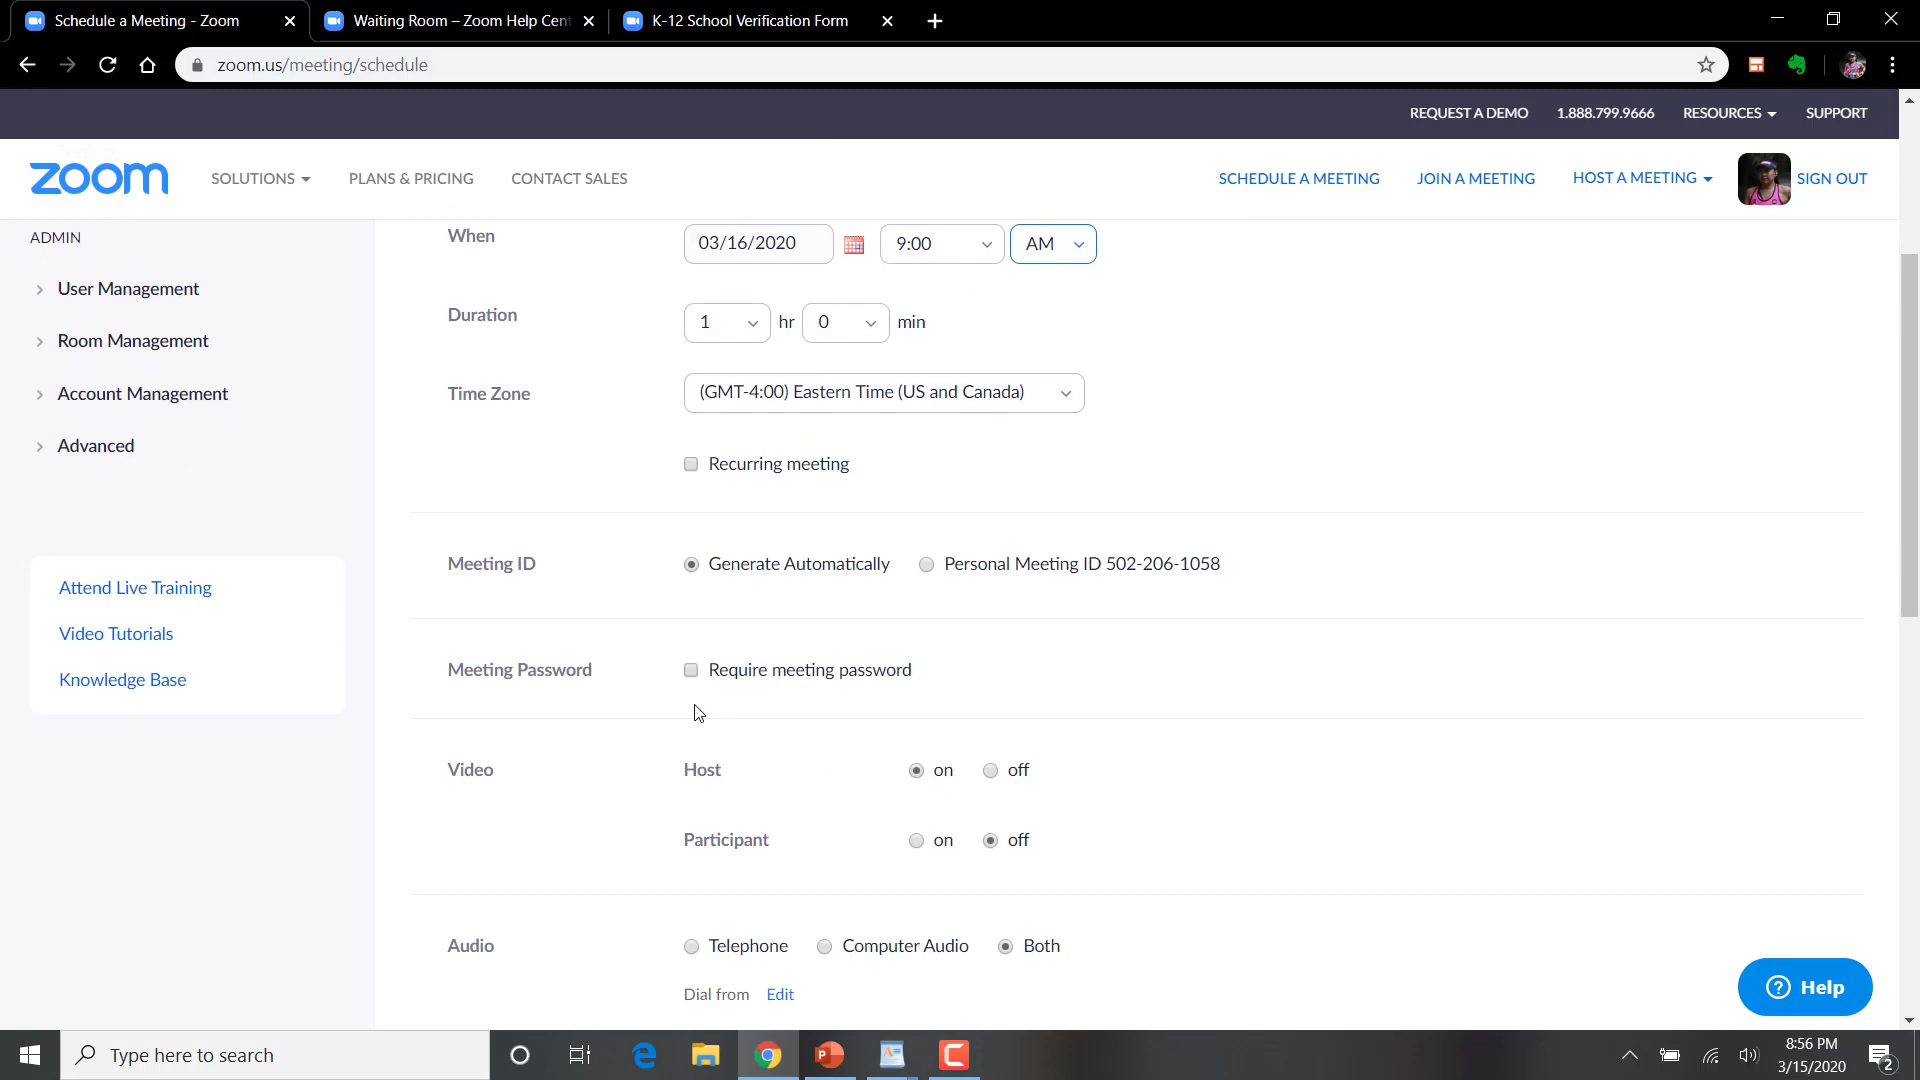 Schedule a Meeting - Zoom
Waiting Room – Zoom Help Cent
K-12 School Verification Form
zoom.us/meeting/schedule
REQUEST A DEMO 1.888.799.9666 RESOURCES SUPPORT
zoom SOLUTIONS PLANS & PRICING CONTACT SALES SCHEDULE A MEETING JOIN A MEETING HOST A MEETING SIGN OUT
ADMIN
User Management
Room Management
Account Management
Advanced
Attend Live Training
Video Tutorials
Knowledge Base
When 03/16/2020 9:00 AM
Duration 1 hr 0 min
Time Zone (GMT-4:00) Eastern Time (US and Canada)
Recurring meeting
Meeting ID Generate Automatically Personal Meeting ID 502-206-1058
Meeting Password Require meeting password
Video Host on off
Participant on off
Audio Telephone Computer Audio Both
Dial from Edit
Help
Type here to search
8:56 PM
3/15/2020
2